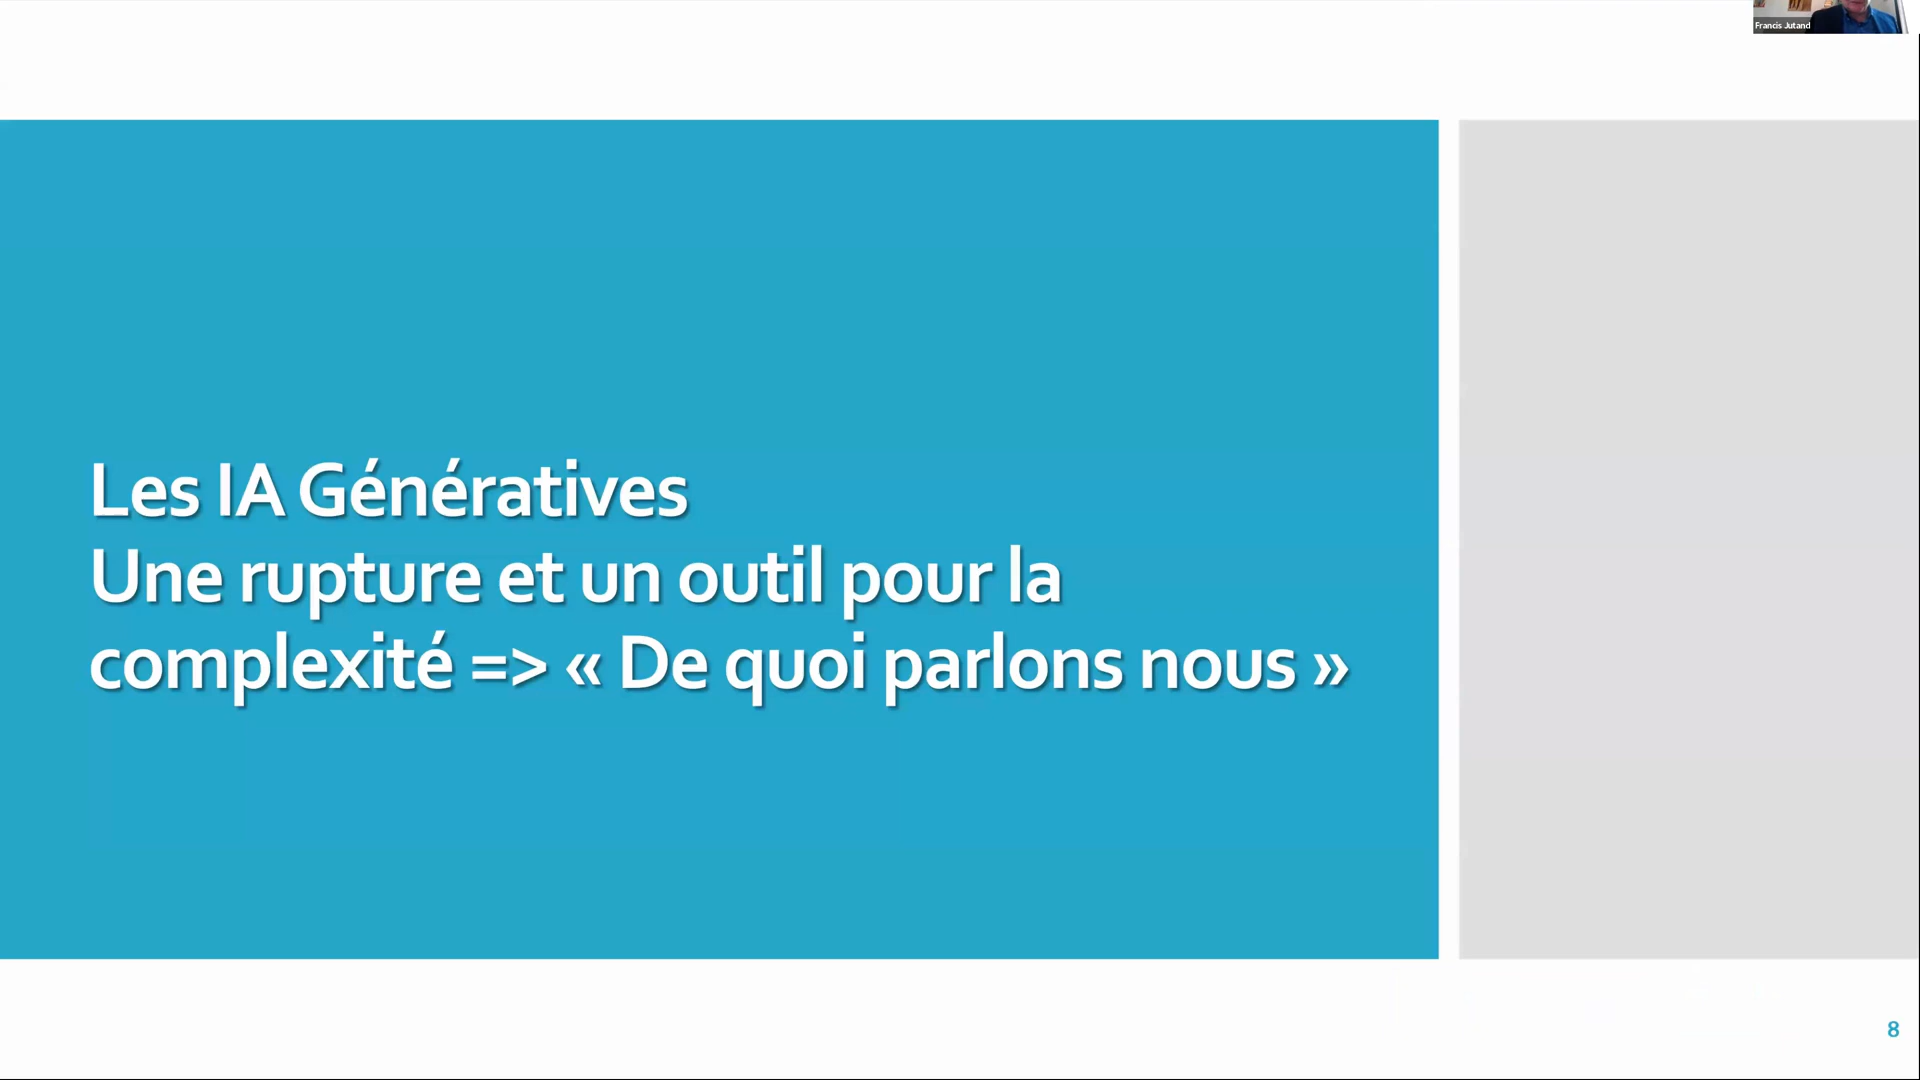 Francis Jutand
Les IA Génératives
Une rupture et un outil pour la
complexité => « De quoi parlons nous »
8